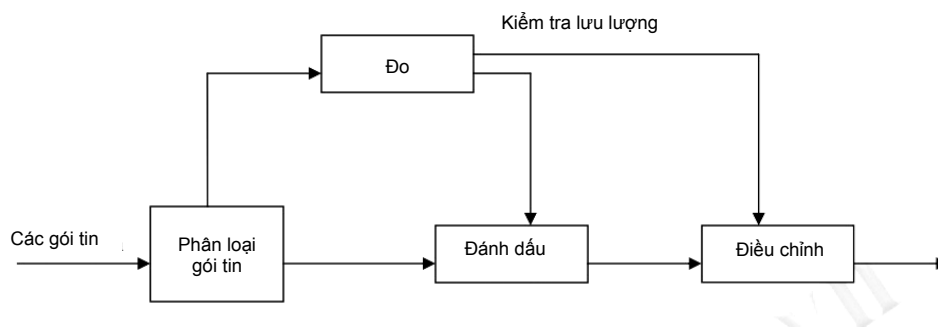 Kiểm tra lưu lượng
Đo
Các gói tin
Phân loại
gói tin
Đánh dấu
Điều chỉnh